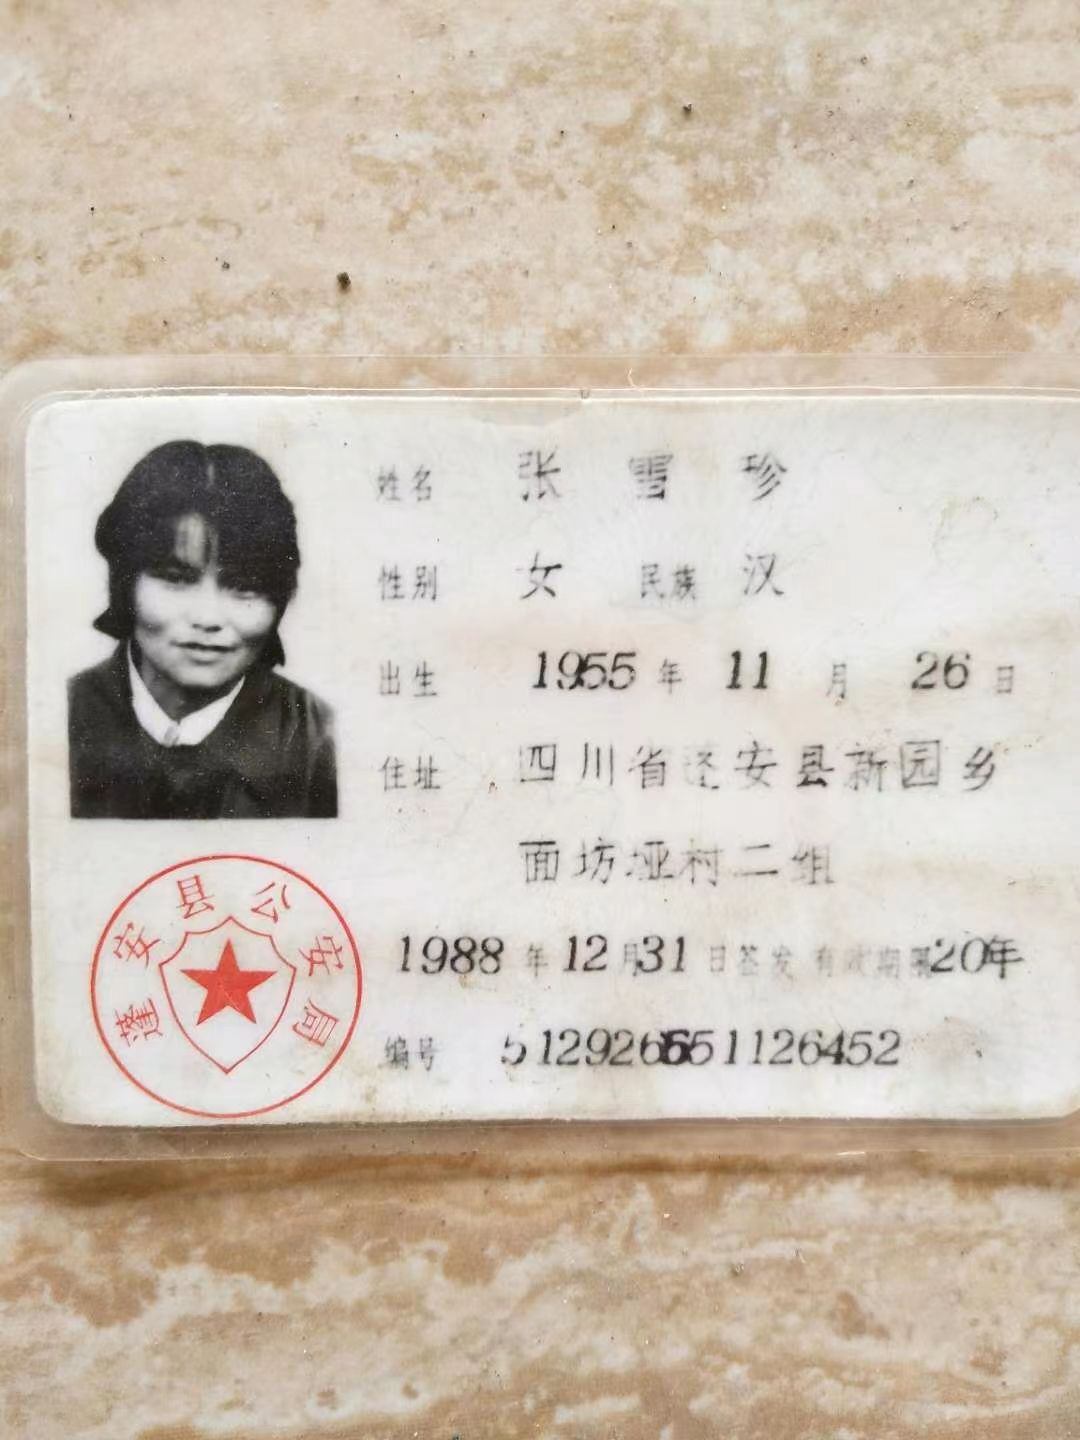 姓名 张雪珍
性别 女 民族 汉
出生 1955年11月26日
住址 四川省蓬安县新园乡
面坊垭村二组
1988年12月31日签发 有效期限20年
编号 512926551126452
蓬安县公安局